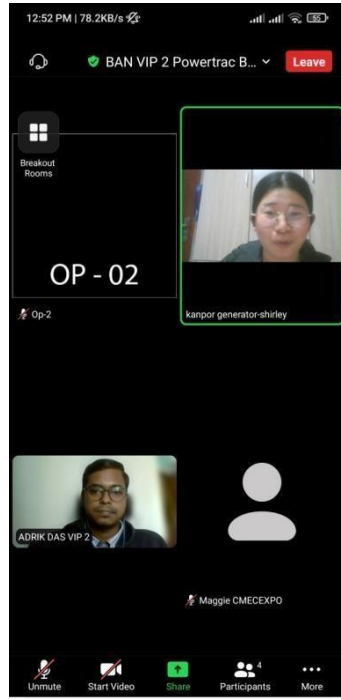 12:52 PM | 78.2KB/s
55
BAN VIP 2 Powertrac B...
Leave
Breakout
Rooms
OP - 02
Op-2
kanpor generator-shirley
ADRIK DAS VIP 2
Maggie CMECEXPO
Unmute
Start Video
Share
4
Participants
More